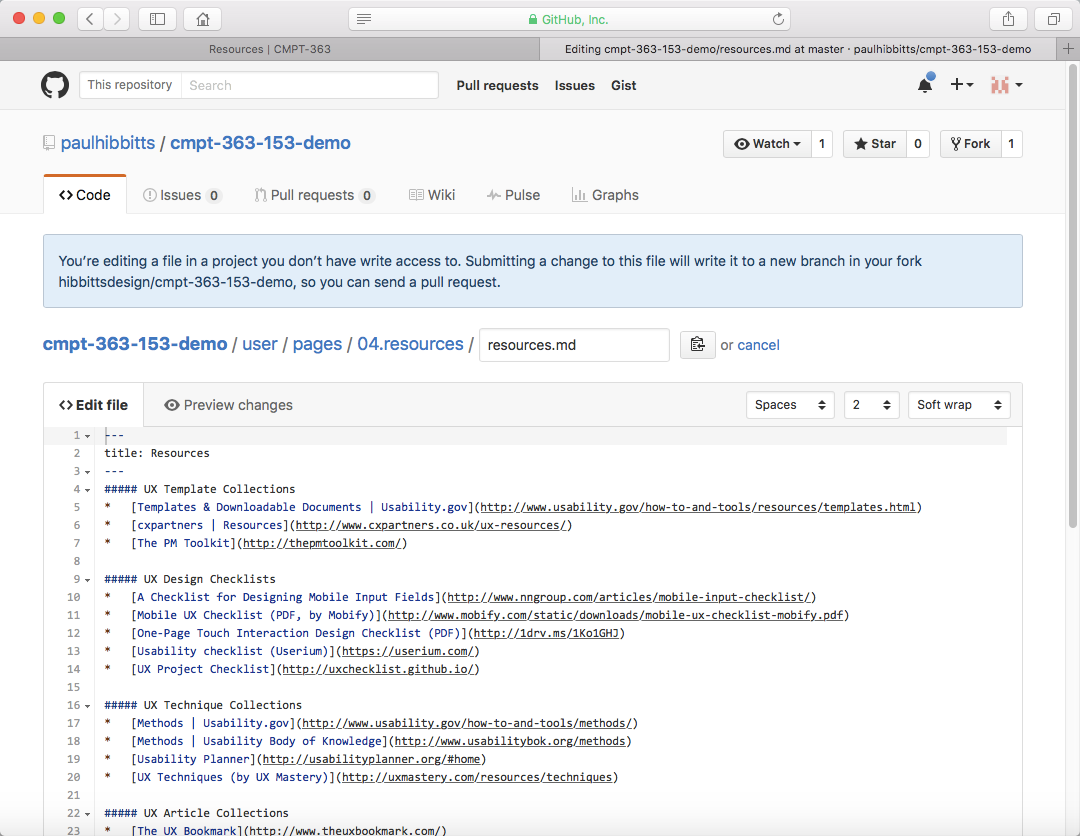 GitHub, Inc.
Resources | CMPT-363
Editing cmpt-363-153-demo/resources.md at master · paulhibbitts/cmpt-363-153-demo
This repository Search Pull requests Issues Gist
paulhibbitts / cmpt-363-153-demo
Watch 1 Star 0 Fork 1
Code Issues 0 Pull requests 0 Wiki Pulse Graphs
You’re editing a file in a project you don’t have write access to. Submitting a change to this file will write it to a new branch in your fork
hibbittsdesign/cmpt-363-153-demo, so you can send a pull request.
cmpt-363-153-demo / user / pages / 04.resources / resources.md or cancel
Edit file Preview changes Spaces 2 Soft wrap
1 ---
2 title: Resources
3 ---
4 ##### UX Template Collections
5 * [Templates & Downloadable Documents | Usability.gov](http://www.usability.gov/how-to-and-tools/resources/templates.html)
6 * [cxpartners | Resources](http://www.cxpartners.co.uk/ux-resources/)
7 * [The PM Toolkit](http://thepmtoolkit.com/)
8
9 ##### UX Design Checklists
10 * [A Checklist for Designing Mobile Input Fields](http://www.nngroup.com/articles/mobile-input-checklist/)
11 * [Mobile UX Checklist (PDF, by Mobify)](http://www.mobify.com/static/downloads/mobile-ux-checklist-mobify.pdf)
12 * [One-Page Touch Interaction Design Checklist (PDF)](http://1drv.ms/1Ko1GHJ)
13 * [Usability checklist (Userium)](https://userium.com/)
14 * [UX Project Checklist](http://uxchecklist.github.io/)
15
16 ##### UX Technique Collections
17 * [Methods | Usability.gov](http://www.usability.gov/how-to-and-tools/methods/)
18 * [Methods | Usability Body of Knowledge](http://www.usabilitybok.org/methods)
19 * [Usability Planner](http://usabilityplanner.org/#home)
20 * [UX Techniques (by UX Mastery)](http://uxmastery.com/resources/techniques)
21
22 ##### UX Article Collections
23 * [The UX Bookmark](http://www.theuxbookmark.com/)